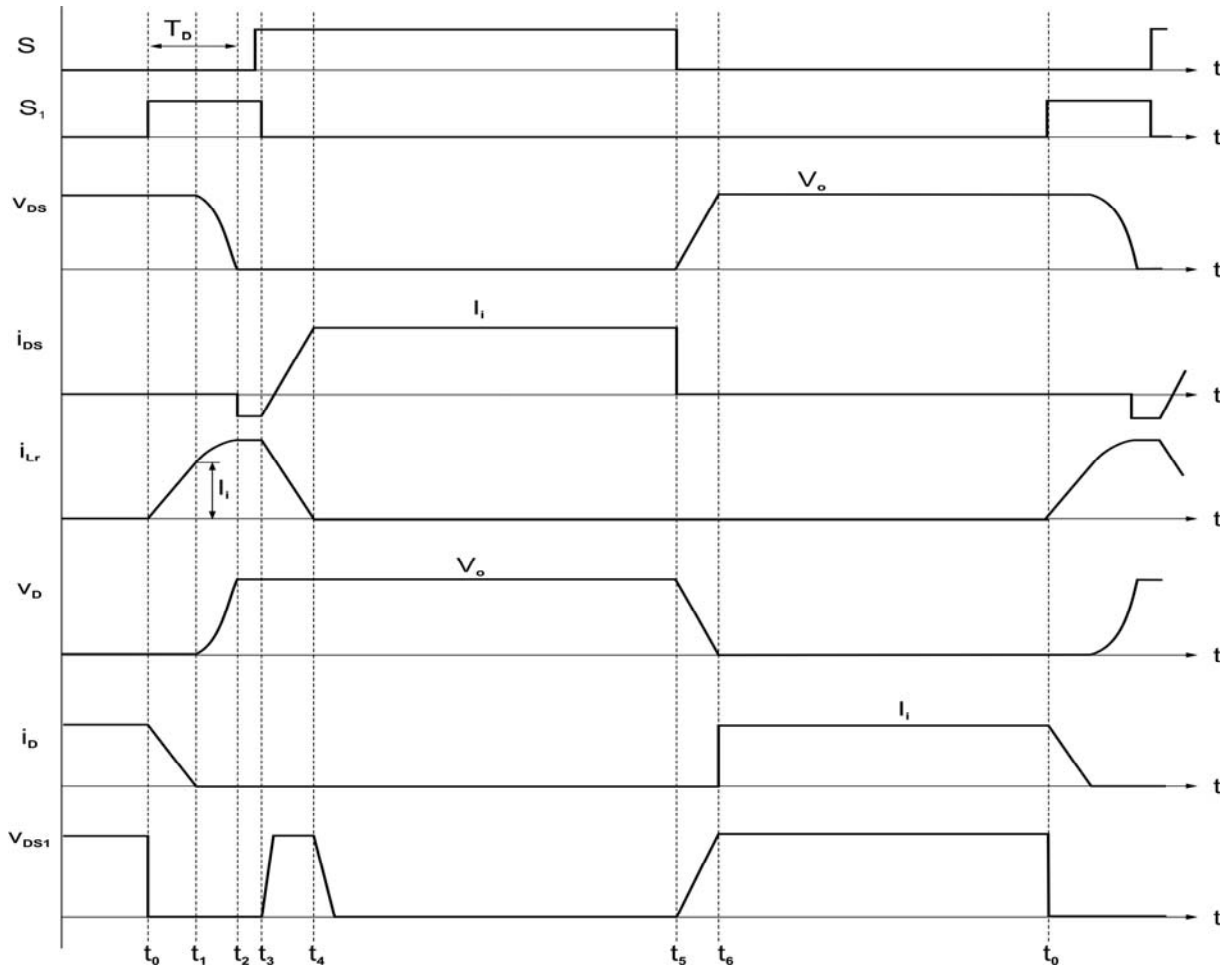 T_D
S
t
S_1
t
V_o
v_DS
t
I_i
i_DS
t
i_Lr
I_i
t
V_o
v_D
t
I_i
i_D
t
v_DS1
t
t_0 t_1 t_2 t_3 t_4 t_5 t_6 t_0